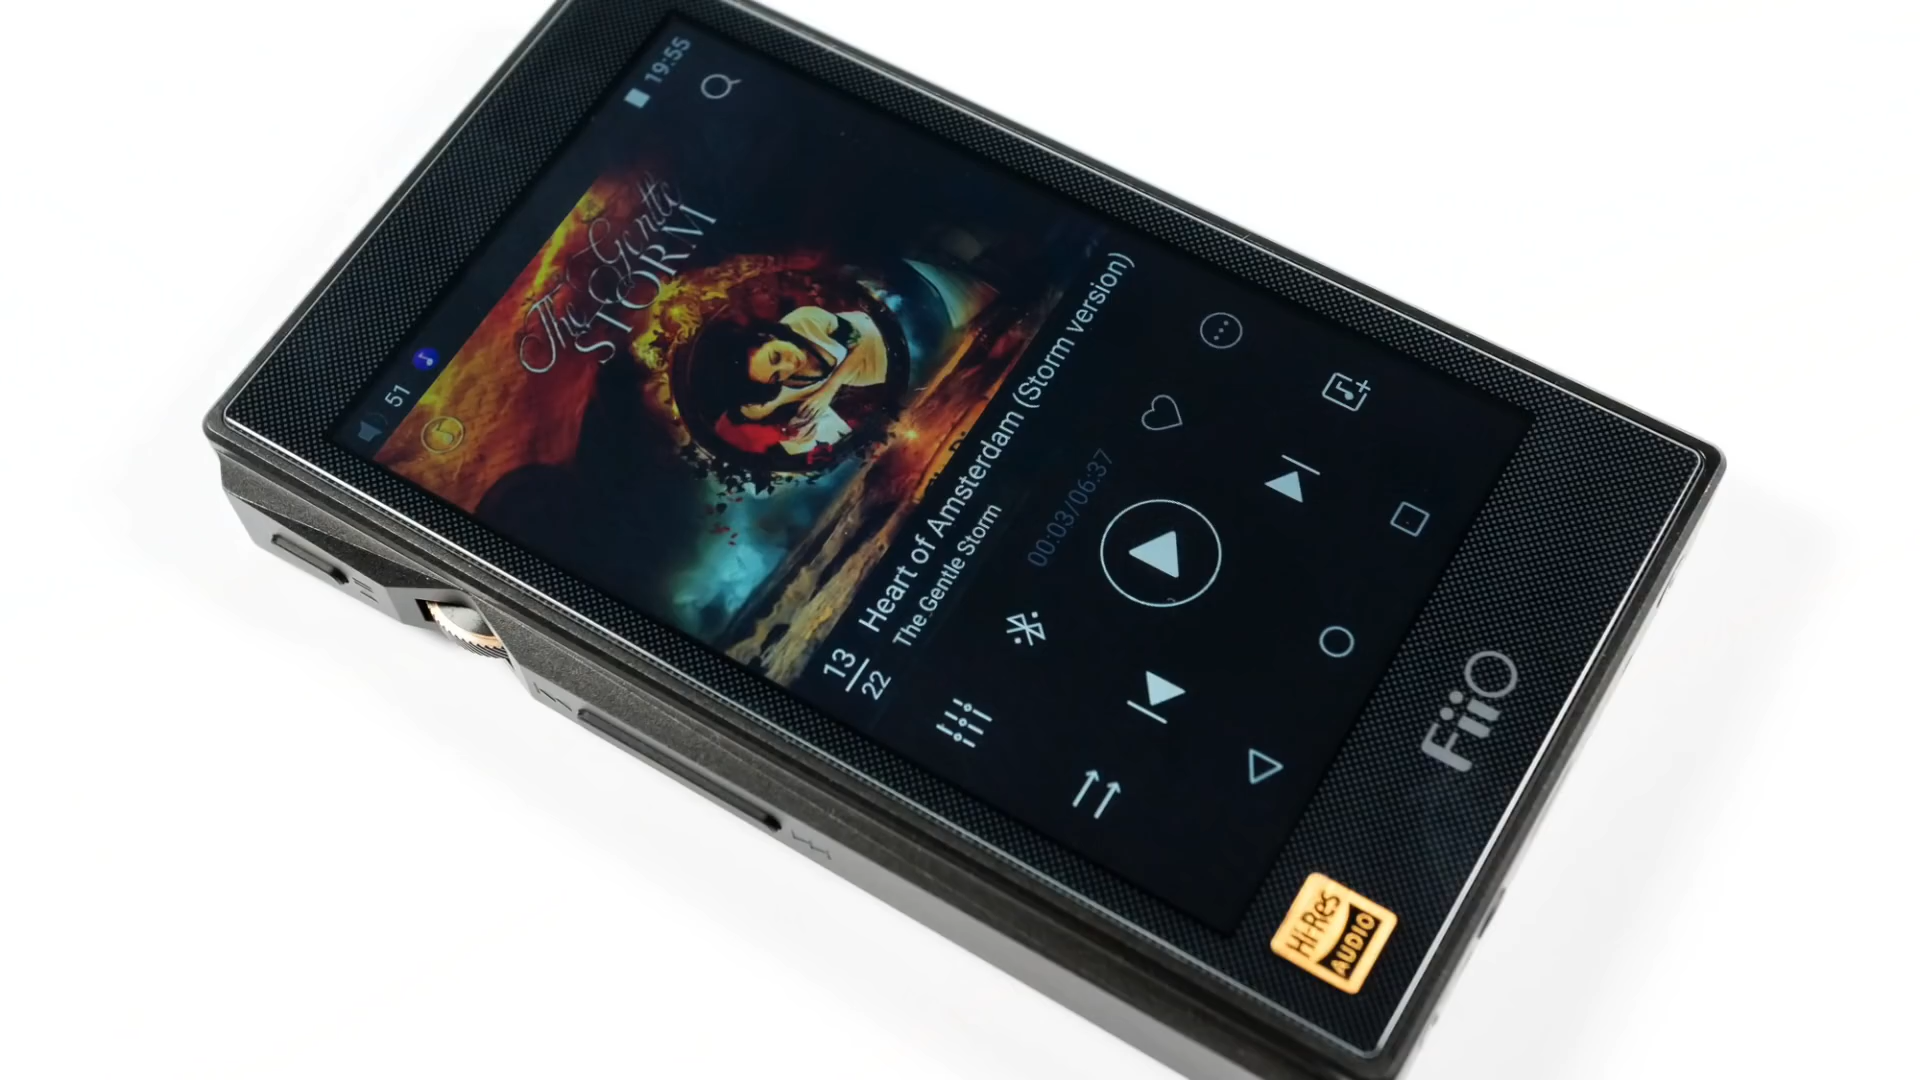 51
19:55
The Gentle
STORM
13
22
Heart of Amsterdam (Storm version)
The Gentle Storm
00:03/06:37
FiiO
Hi-Res
AUDIO